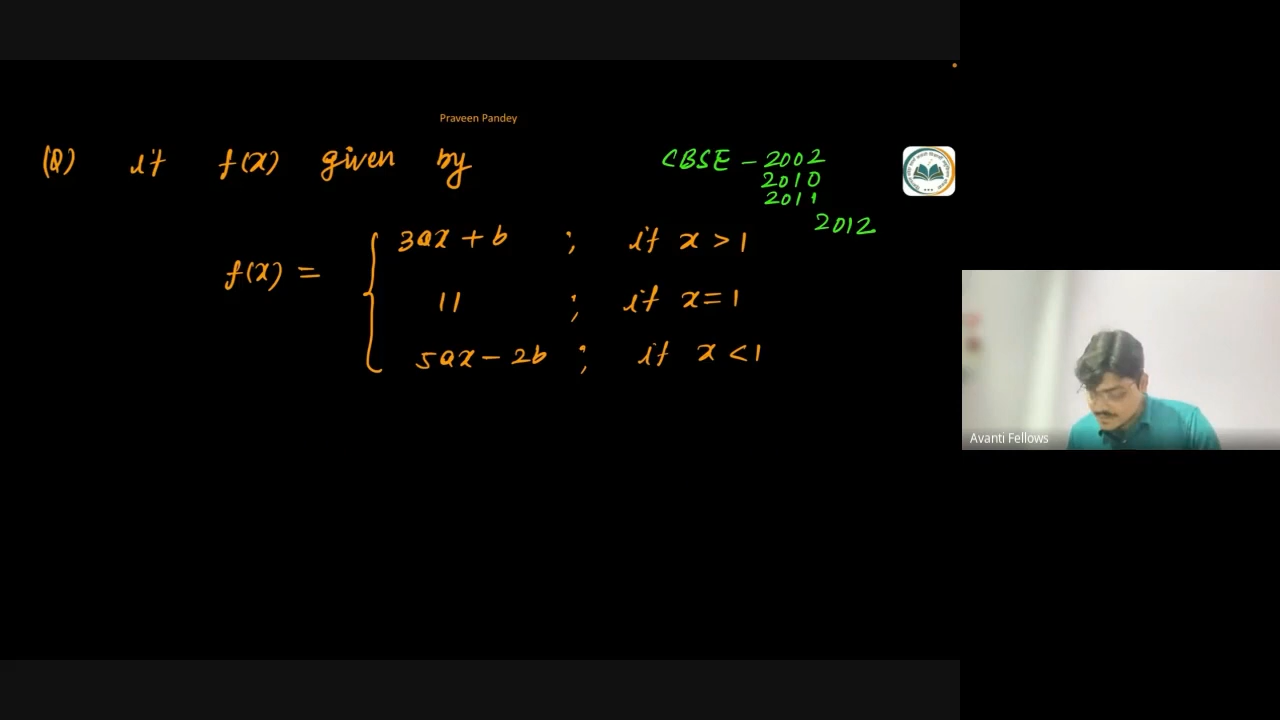 Praveen Pandey
(Q) if f(x) given by
CBSE - 2002
2010
2011
2012
f(x) = { 3ax + b ; if x > 1
11 ; if x = 1
5ax - 2b ; if x < 1
Avanti Fellows